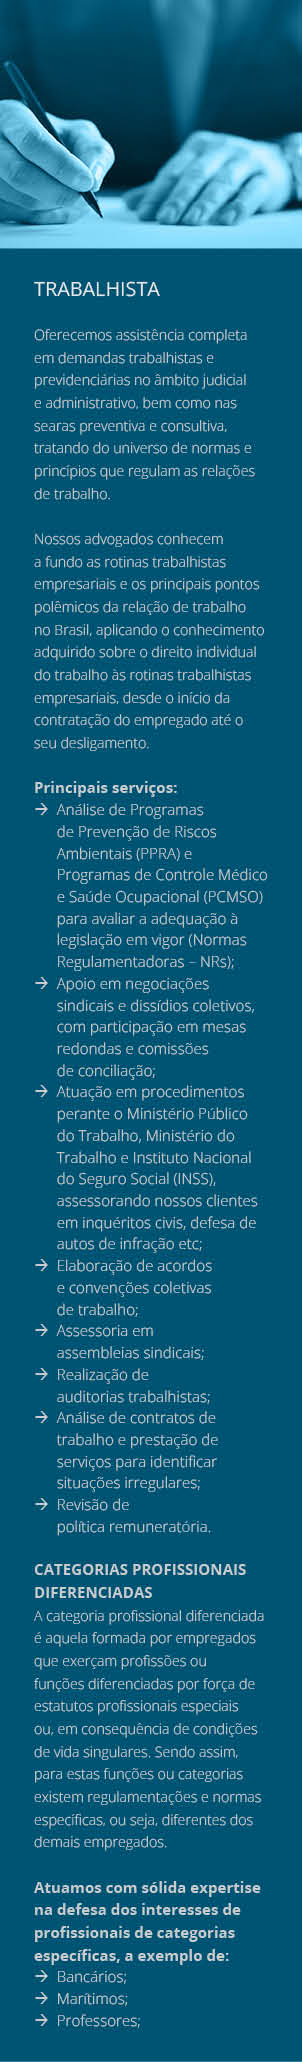 TRABALHISTA
Oferecemos assistência completa
em demandas trabalhistas e
previdenciárias no âmbito judicial
e administrativo, bem como nas
searas preventiva e consultiva,
tratando do universo de normas e
princípios que regulam as relações
de trabalho.
Nossos advogados conhecem
a fundo as rotinas trabalhistas
empresariais e os principais pontos
polêmicos da relação de trabalho
no Brasil, aplicando o conhecimento
adquirido sobre o direito individual
do trabalho às rotinas trabalhistas
empresariais, desde o início da
contratação do empregado até o
seu desligamento.
Principais serviços:
→ Análise de Programas
de Prevenção de Riscos
Ambientais (PPRA) e
Programas de Controle Médico
e Saúde Ocupacional (PCMSO)
para avaliar a adequação à
legislação em vigor (Normas
Regulamentadoras – NRs);
→ Apoio em negociações
sindicais e dissídios coletivos,
com participação em mesas
redondas e comissões
de conciliação;
→ Atuação em procedimentos
perante o Ministério Público
do Trabalho, Ministério do
Trabalho e Instituto Nacional
do Seguro Social (INSS),
assessorando nossos clientes
em inquéritos civis, defesa de
autos de infração etc;
→ Elaboração de acordos
e convenções coletivas
de trabalho;
→ Assessoria em
assembleias sindicais;
→ Realização de
auditorias trabalhistas;
→ Análise de contratos de
trabalho e prestação de
serviços para identificar
situações irregulares;
→ Revisão de
política remuneratória.
CATEGORIAS PROFISSIONAIS
DIFERENCIADAS
A categoria profissional diferenciada
é aquela formada por empregados
que exerçam profissões ou
funções diferenciadas por força de
estatutos profissionais especiais
ou, em consequência de condições
de vida singulares. Sendo assim,
para estas funções ou categorias
existem regulamentações e normas
específicas, ou seja, diferentes dos
demais empregados.
Atuamos com sólida expertise
na defesa dos interesses de
profissionais de categorias
específicas, a exemplo de:
→ Bancários;
→ Marítimos;
→ Professores;